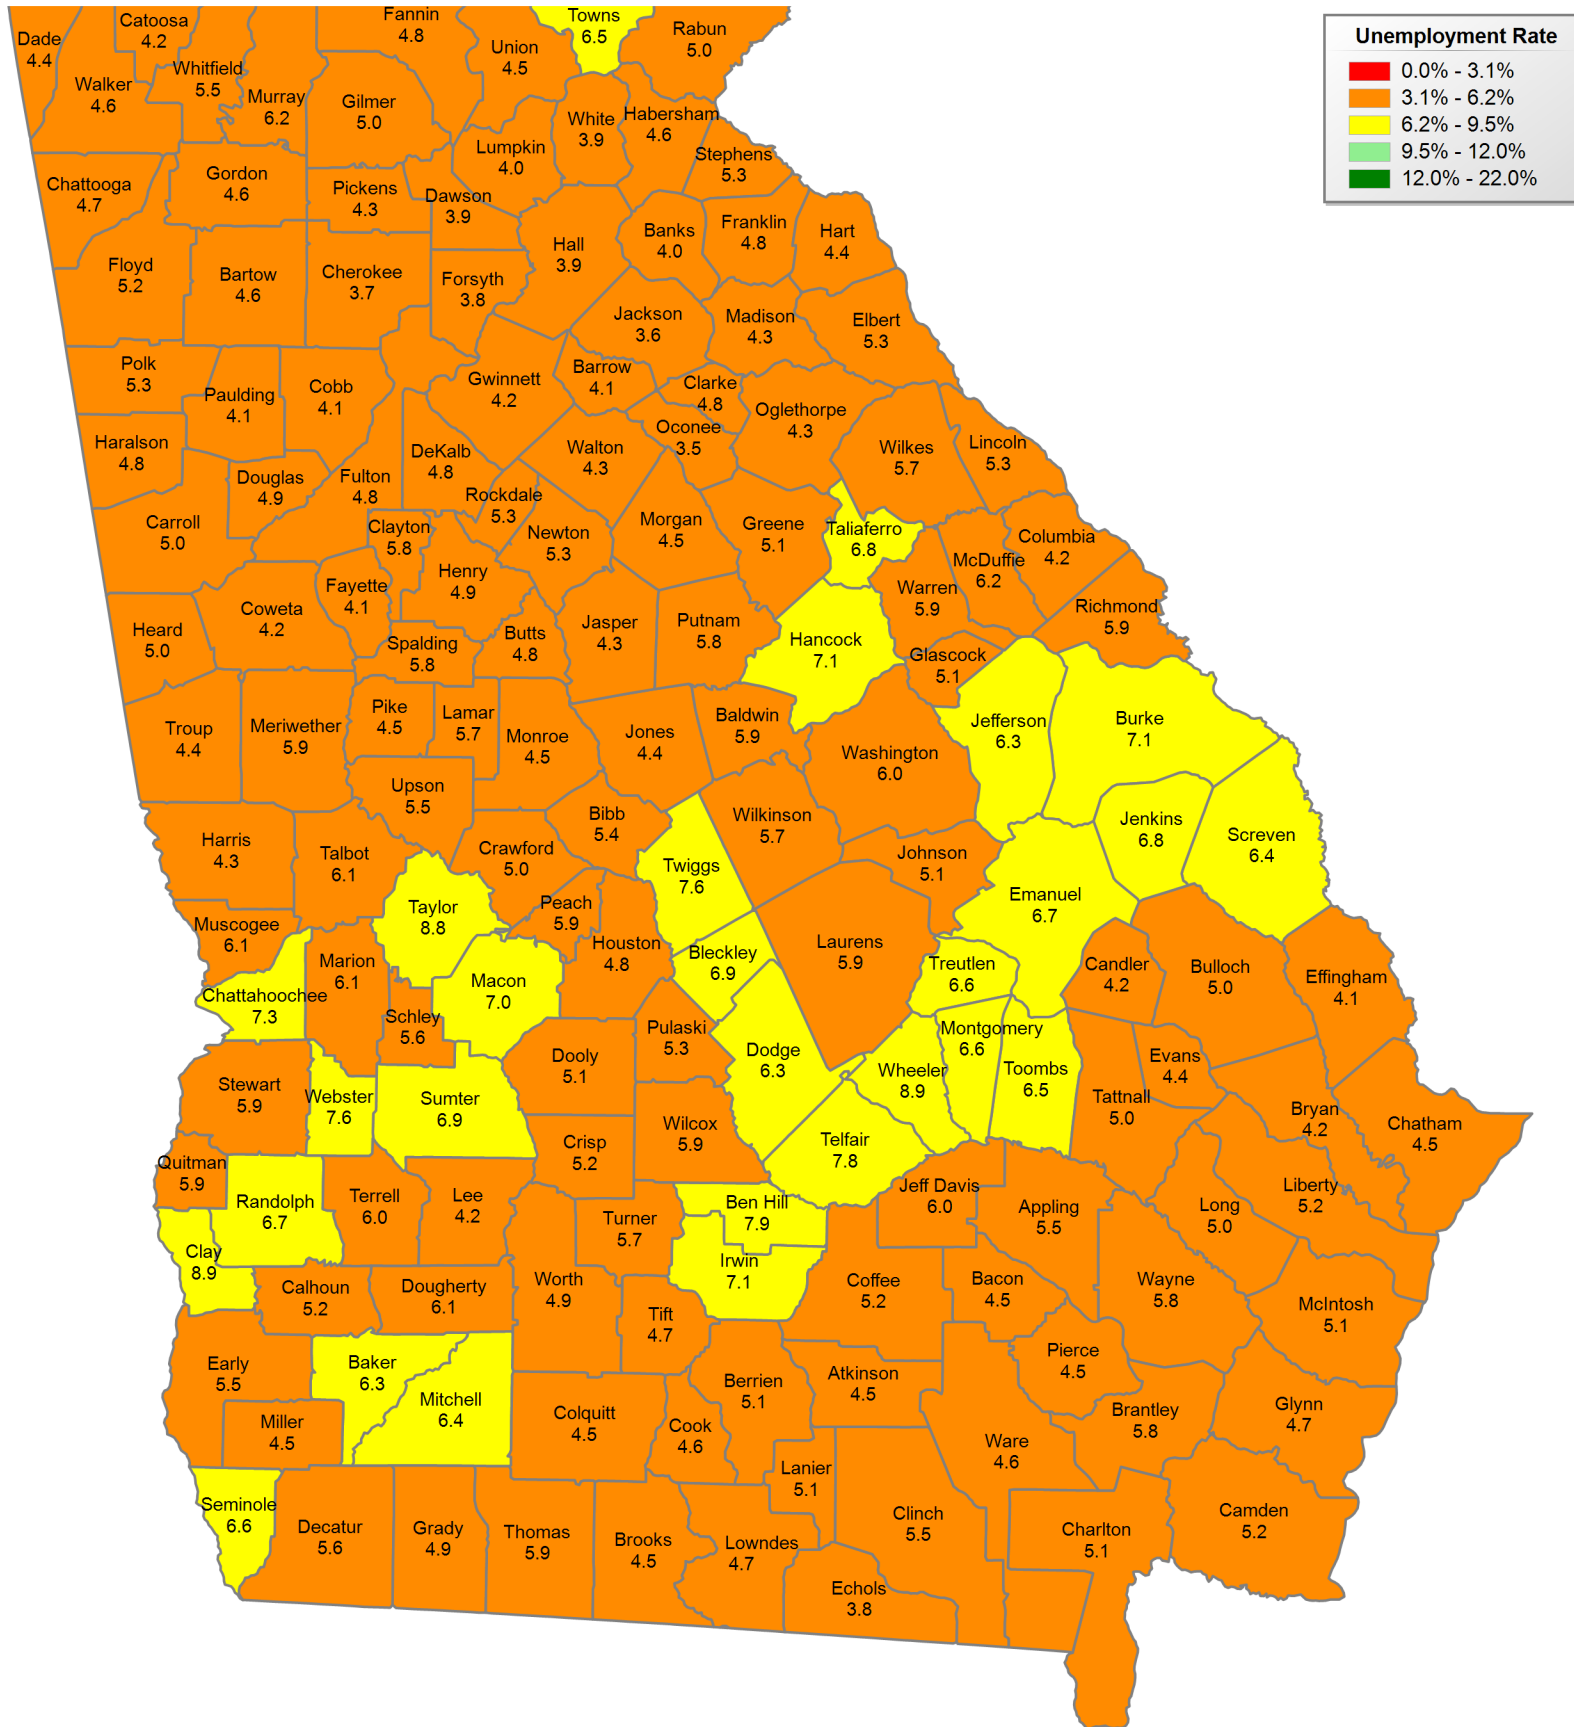 Unemployment Rate
0.0% - 3.1%
3.1% - 6.2%
6.2% - 9.5%
9.5% - 12.0%
12.0% - 22.0%
Dade
4.4
Catoosa
4.2
Fannin
4.8
Towns
6.5
Rabun
5.0
Union
4.5
Walker
4.6
Whitfield
5.5
Murray
6.2
Gilmer
5.0
White
3.9
Habersham
4.6
Lumpkin
4.0
Stephens
5.3
Chattooga
4.7
Gordon
4.6
Pickens
4.3
Dawson
3.9
Hall
3.9
Banks
4.0
Franklin
4.8
Hart
4.4
Floyd
5.2
Bartow
4.6
Cherokee
3.7
Forsyth
3.8
Jackson
3.6
Madison
4.3
Elbert
5.3
Polk
5.3
Paulding
4.1
Cobb
4.1
Gwinnett
4.2
Barrow
4.1
Clarke
4.8
Oconee
3.5
Oglethorpe
4.3
Wilkes
5.7
Lincoln
5.3
Haralson
4.8
Douglas
4.9
Fulton
4.8
DeKalb
4.8
Rockdale
5.3
Walton
4.3
Carroll
5.0
Clayton
5.8
Newton
5.3
Morgan
4.5
Greene
5.1
Taliaferro
6.8
McDuffie
6.2
Columbia
4.2
Henry
4.9
Fayette
4.1
Coweta
4.2
Heard
5.0
Spalding
5.8
Butts
4.8
Jasper
4.3
Putnam
5.8
Hancock
7.1
Warren
5.9
Richmond
5.9
Glascock
5.1
Troup
4.4
Meriwether
5.9
Pike
4.5
Lamar
5.7
Monroe
4.5
Jones
4.4
Baldwin
5.9
Washington
6.0
Jefferson
6.3
Burke
7.1
Upson
5.5
Bibb
5.4
Wilkinson
5.7
Jenkins
6.8
Screven
6.4
Harris
4.3
Talbot
6.1
Crawford
5.0
Twiggs
7.6
Johnson
5.1
Emanuel
6.7
Taylor
8.8
Peach
5.9
Houston
4.8
Bleckley
6.9
Laurens
5.9
Muscogee
6.1
Marion
6.1
Macon
7.0
Treutlen
6.6
Candler
4.2
Bulloch
5.0
Effingham
4.1
Chattahoochee
7.3
Schley
5.6
Pulaski
5.3
Dodge
6.3
Montgomery
6.6
Wheeler
8.9
Toombs
6.5
Evans
4.4
Dooly
5.1
Stewart
5.9
Webster
7.6
Sumter
6.9
Tattnall
5.0
Bryan
4.2
Chatham
4.5
Crisp
5.2
Wilcox
5.9
Telfair
7.8
Quitman
5.9
Randolph
6.7
Terrell
6.0
Lee
4.2
Turner
5.7
Ben Hill
7.9
Jeff Davis
6.0
Appling
5.5
Long
5.0
Liberty
5.2
Clay
8.9
Calhoun
5.2
Dougherty
6.1
Worth
4.9
Irwin
7.1
Coffee
5.2
Bacon
4.5
Wayne
5.8
McIntosh
5.1
Tift
4.7
Early
5.5
Baker
6.3
Mitchell
6.4
Berrien
5.1
Atkinson
4.5
Pierce
4.5
Brantley
5.8
Glynn
4.7
Miller
4.5
Colquitt
4.5
Cook
4.6
Ware
4.6
Lanier
5.1
Seminole
6.6
Decatur
5.6
Grady
4.9
Thomas
5.9
Brooks
4.5
Lowndes
4.7
Clinch
5.5
Charlton
5.1
Camden
5.2
Echols
3.8